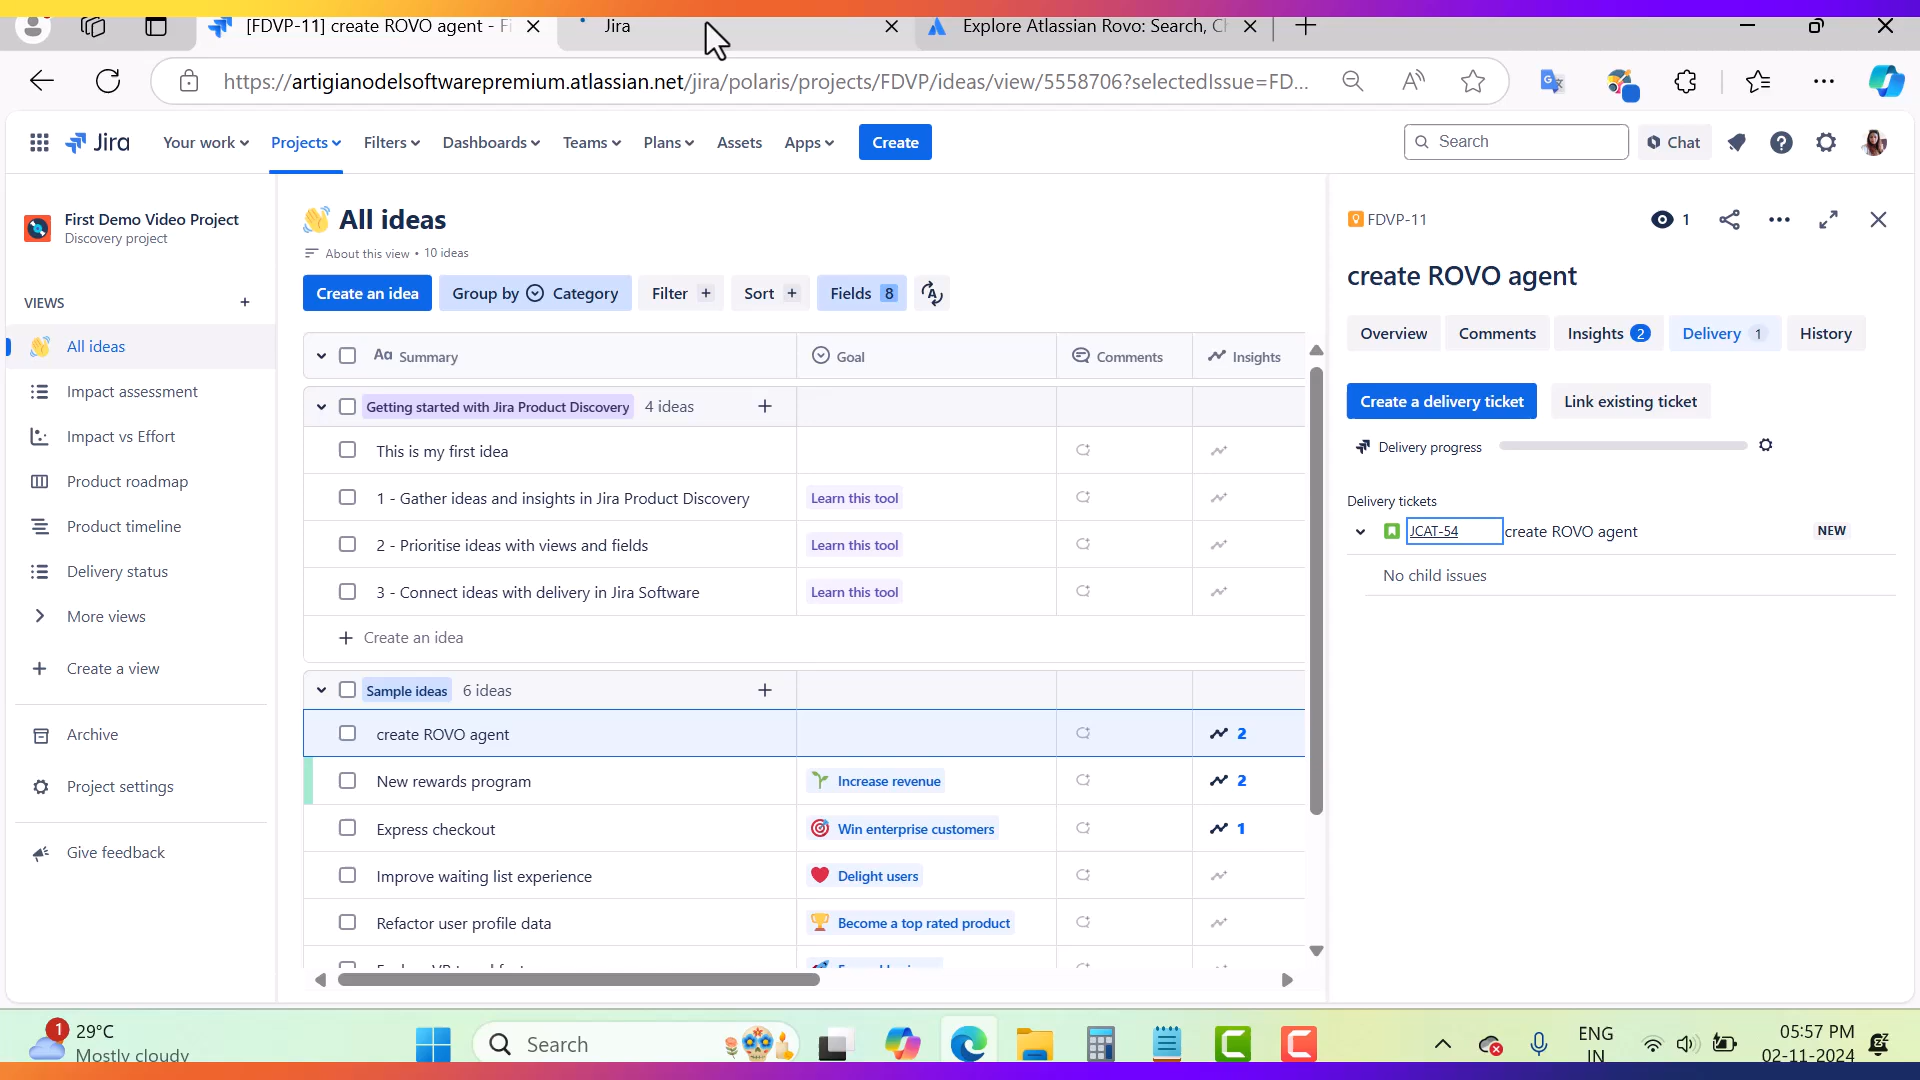 [FDVP-11] create ROVO agent - Fi
Jira
Explore Atlassian Rovo: Search, Ch
https://artigianodelsoftwarepremium.atlassian.net/jira/polaris/projects/FDVP/ideas/view/5558706?selectedIssue=FD...
Jira
Your work
Projects
Filters
Dashboards
Teams
Plans
Assets
Apps
Create
Search
Chat
First Demo Video Project
Discovery project
VIEWS
All ideas
Impact assessment
Impact vs Effort
Product roadmap
Product timeline
Delivery status
More views
Create a view
Archive
Project settings
Give feedback
All ideas
About this view • 10 ideas
Create an idea
Group by Category
Filter
Sort
Fields 8
Aa Summary
Goal
Comments
Insights
Getting started with Jira Product Discovery 4 ideas
This is my first idea
1 - Gather ideas and insights in Jira Product Discovery
Learn this tool
2 - Prioritise ideas with views and fields
Learn this tool
3 - Connect ideas with delivery in Jira Software
Learn this tool
Create an idea
Sample ideas 6 ideas
create ROVO agent
2
New rewards program
Increase revenue
2
Express checkout
Win enterprise customers
1
Improve waiting list experience
Delight users
Refactor user profile data
Become a top rated product
FDVP-11
1
create ROVO agent
Overview
Comments
Insights 2
Delivery 1
History
Create a delivery ticket
Link existing ticket
Delivery progress
Delivery tickets
JCAT-54 create ROVO agent
NEW
No child issues
1
29°C
Mostly cloudy
Search
ENG
IN
05:57 PM
02-11-2024